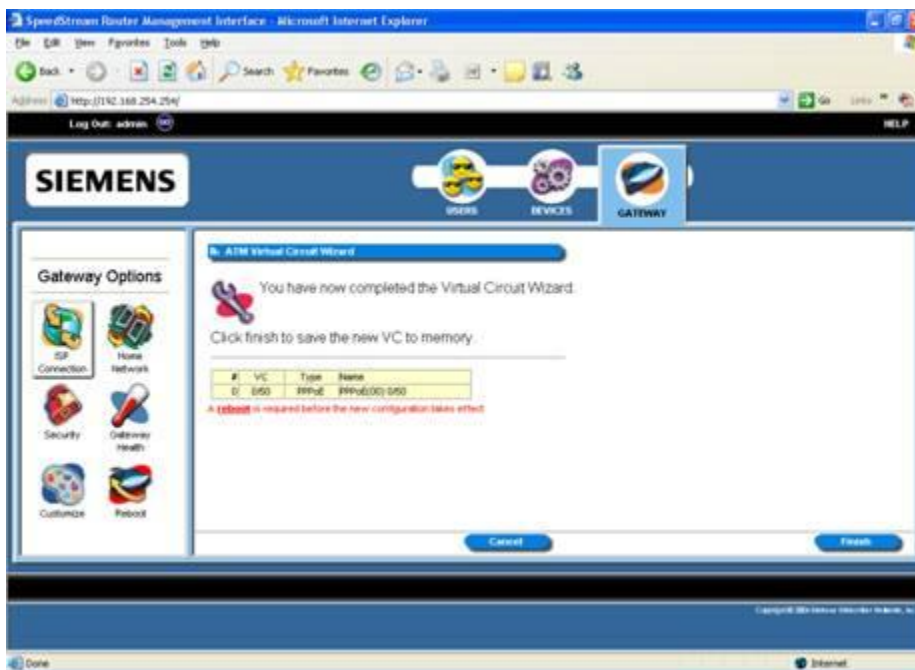 SpeedStream Router Management Interface - Microsoft Internet Explorer
File Edit View Favorites Tools Help
Back Search Favorites
Address http://192.168.254.254/ Go Links
Log Out: admin HELP
SIEMENS
USERS DEVICES GATEWAY
ATM Virtual Circuit Wizard
Gateway Options
You have now completed the Virtual Circuit Wizard.
Click finish to save the new VC to memory.
ISP Connection
Home Network
# VC Type Name
0 0/50 PPPoE PPPoE(00) 0/50
A reboot is required before the new configuration takes effect
Security
Gateway Health
Customize
Reboot
Cancel Finish
Copyright
Done Internet